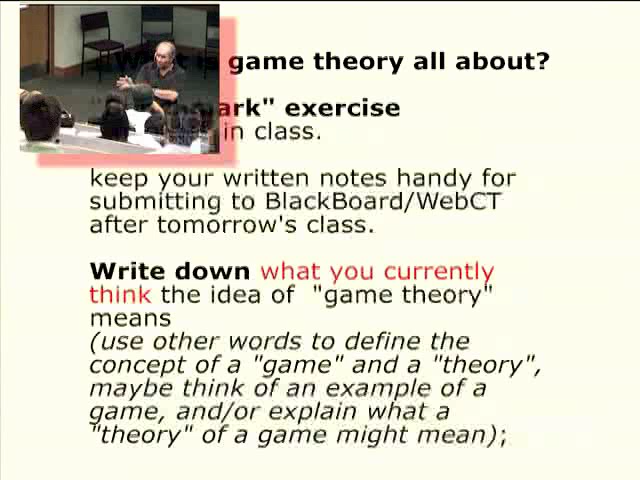 is game theory all about?
ark" exercise
in class.
keep your written notes handy for
submitting to BlackBoard/WebCT
after tomorrow's class.
Write down what you currently
think the idea of "game theory"
means
(use other words to define the
concept of a "game" and a "theory",
maybe think of an example of a
game, and/or explain what a
"theory" of a game might mean);